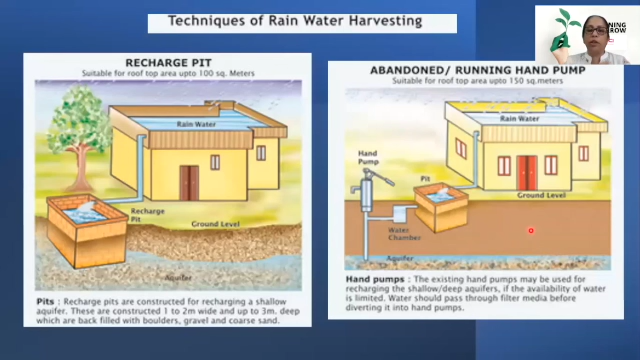 Techniques of Rain Water Harvesting
NING
ROW
RECHARGE PIT
Suitable for roof top area upto 100 sq. Meters
Rain Water
Recharge
Pit
Ground Level
Aquifer
Pits : Recharge pits are constructed for recharging a shallow
aquifer. These are constructed 1 to 2m wide and up to 3m. deep
which are back filled with boulders, gravel and coarse sand.
ABANDONED/ RUNNING HAND PUMP
Suitable for roof top area upto 150 sq.meters
Rain Water
Hand
Pump
Pit
Ground Level
Water
Chamber
Aquifer
Hand pumps : The existing hand pumps may be used for
recharging the shallow/deep aquifers, if the availability of water
is limited. Water should pass through filter media before
diverting it into hand pumps.